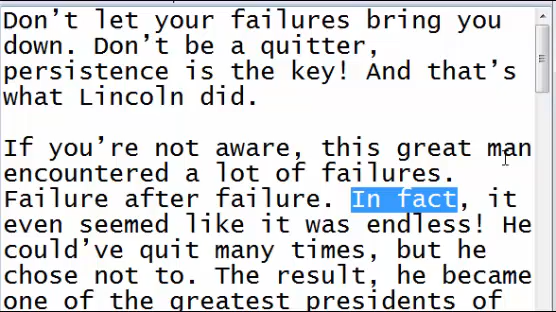 Don’t let your failures bring you
down. Don’t be a quitter,
persistence is the key! And that’s
what Lincoln did.
If you’re not aware, this great man
encountered a lot of failures.
Failure after failure. In fact, it
even seemed like it was endless! He
could’ve quit many times, but he
chose not to. The result, he became
one of the greatest presidents of